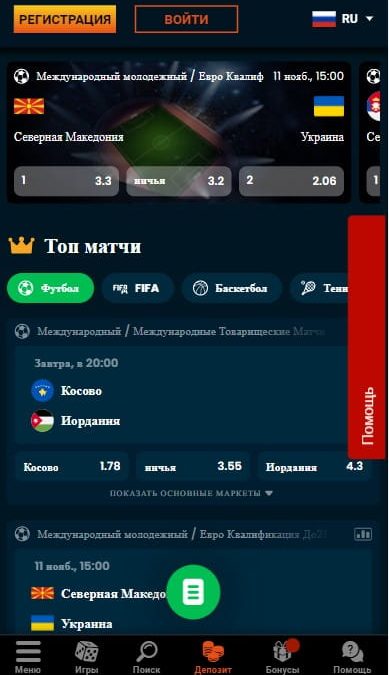 РЕГИСТРАЦИЯ ВОЙТИ RU
Международный молодежный / Евро Квалиф 11 нояб., 15:00
Северная Македония Украина Се
1 3.3 ничья 3.2 2 2.06 1
Топ матчи
Футбол FIFA FIFA Баскетбол Тенни
Международный / Международные Товарищеские Матчи
Завтра, в 20:00
Косово
Иордания
Косово 1.78 ничья 3.55 Иордания 4.3
ПОКАЗАТЬ ОСНОВНЫЕ МАРКЕТЫ
Помощь
Международный молодежный / Евро Квалификация До21
11 нояб., 15:00
Северная Македо
Украина
Меню Игры Поиск Депозит Бонусы Помощь